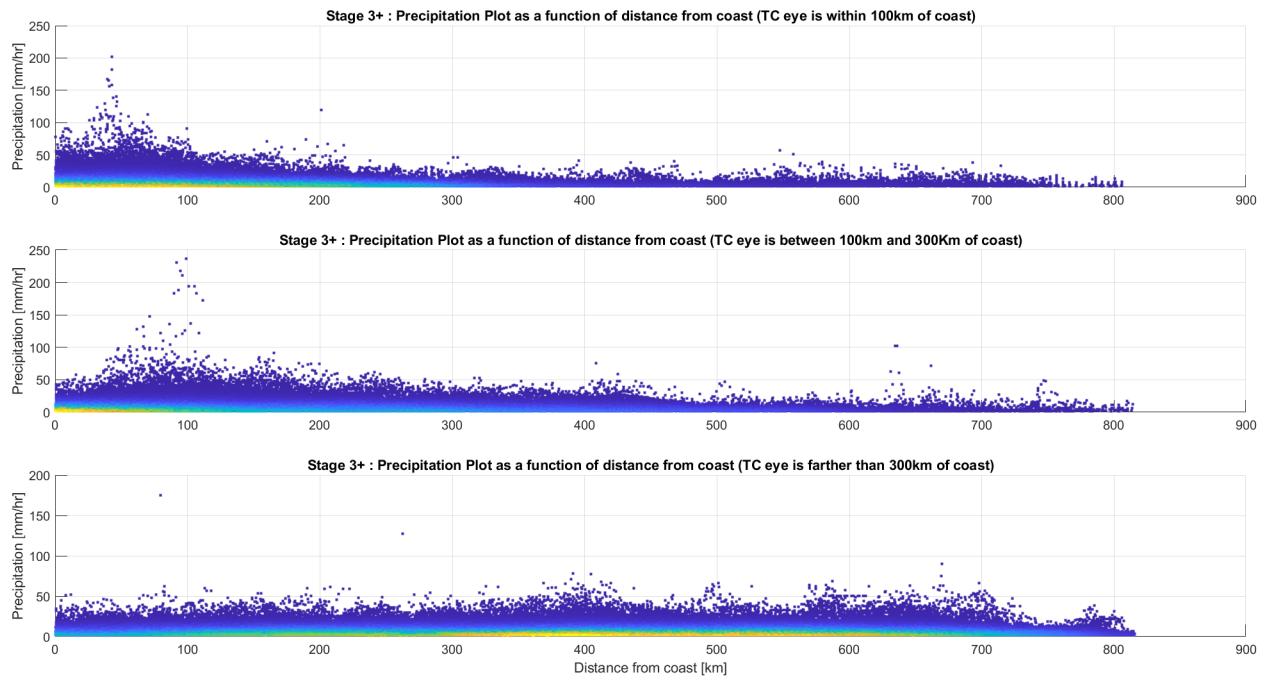 Stage 3+ : Precipitation Plot as a function of distance from coast (TC eye is within 100km of coast)
250
200
150
100
50
0
Precipitation [mm/hr]
0 100 200 300 400 500 600 700 800 900
Stage 3+ : Precipitation Plot as a function of distance from coast (TC eye is between 100km and 300Km of coast)
250
200
150
100
50
0
Precipitation [mm/hr]
0 100 200 300 400 500 600 700 800 900
Stage 3+ : Precipitation Plot as a function of distance from coast (TC eye is farther than 300km of coast)
200
150
100
50
0
Precipitation [mm/hr]
0 100 200 300 400 500 600 700 800 900
Distance from coast [km]